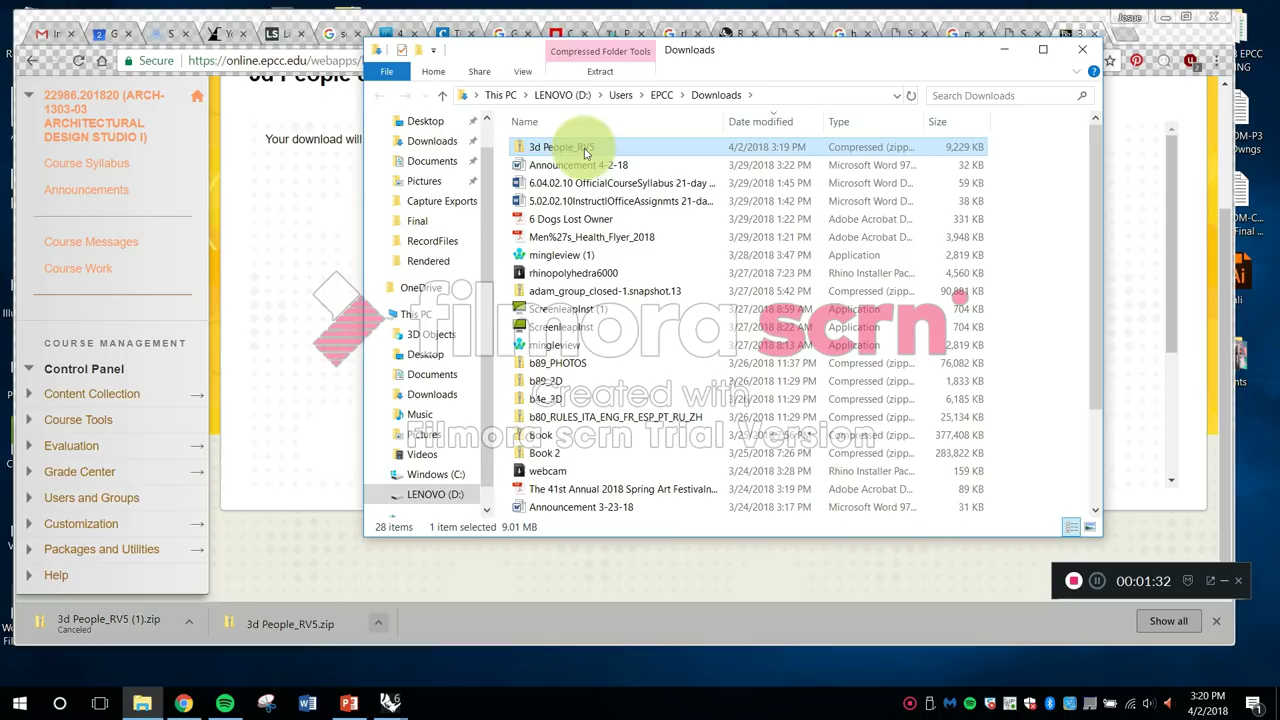 Josue
In
Secure
https://online.epcc.edu/webapps/
3d People
Your download will
22986.201820 (ARCH-
1303-03
ARCHITECTURAL
DESIGN STUDIO I)
Course Syllabus
Announcements
Course Messages
Course Work
COURSE MANAGEMENT
Control Panel
Content Collection
Course Tools
Evaluation
Grade Center
Users and Groups
Customization
Packages and Utilities
Help
Compressed Folder Tools
Downloads
File Home Share View Extract
This PC LENOVO (D:) Users EPCC Downloads
Search Downloads
Desktop
Downloads
Documents
Pictures
Capture Exports
Final
RecordFiles
Rendered
OneDrive
This PC
3D Objects
Desktop
Documents
Downloads
Music
Pictures
Videos
Windows (C:)
LENOVO (D:)
Name Date modified Type Size
3d People_RV5 4/2/2018 3:19 PM Compressed (zipp... 9,229 KB
Announcement 4-2-18 3/29/2018 3:22 PM Microsoft Word 97... 32 KB
6.04.02.10 OfficialCourseSyllabus 21-day ... 3/29/2018 1:45 PM Microsoft Word D... 59 KB
5.02.02.10InstructlOfficeAssignmts 21-da... 3/29/2018 1:42 PM Microsoft Word D... 38 KB
6 Dogs Lost Owner 3/29/2018 1:22 PM Adobe Acrobat D... 331 KB
Men%27s_Health_Flyer_2018 3/29/2018 1:21 PM Adobe Acrobat D... 3,948 KB
mingleview (1) 3/28/2018 3:47 PM Application 2,819 KB
rhinopolyhedra6000 3/27/2018 7:23 PM Rhino Installer Pac... 4,560 KB
adam_group_closed-1.snapshot.13 3/27/2018 5:42 PM Compressed (zipp... 90,881 KB
ScreenleapInst (1) 3/27/2018 8:59 AM Application 704 KB
ScreenleapInst 3/27/2018 8:22 AM Application 704 KB
mingleview 3/27/2018 8:13 AM Application 2,819 KB
b89_PHOTOS 3/26/2018 11:37 PM Compressed (zipp... 76,082 KB
b89_2D 3/26/2018 11:29 PM Compressed (zipp... 1,833 KB
b4e_3D 3/26/2018 11:29 PM Compressed (zipp... 6,185 KB
b80_RULES_ITA_ENG_FR_ESP_PT_RU_ZH 3/26/2018 11:29 PM Compressed (zipp... 25,134 KB
Book 3/25/2018 7:56 PM Compressed (zipp... 377,408 KB
Book 2 3/25/2018 7:26 PM Compressed (zipp... 283,822 KB
webcam 3/24/2018 3:28 PM Microsoft Access ... 159 KB
The 41st Annual 2018 Spring Art Festivaln... 3/24/2018 3:19 PM Adobe Acrobat D... 89 KB
Announcement 3-23-18 3/24/2018 3:17 PM Microsoft Word 97... 31 KB
28 items 1 item selected 9.01 MB
filmora scrn
Created with
Filmora scrn Trial Version
00:01:32
3d People_RV5 (1).zip
Canceled
3d People_RV5.zip
Show all
3:20 PM
4/2/2018